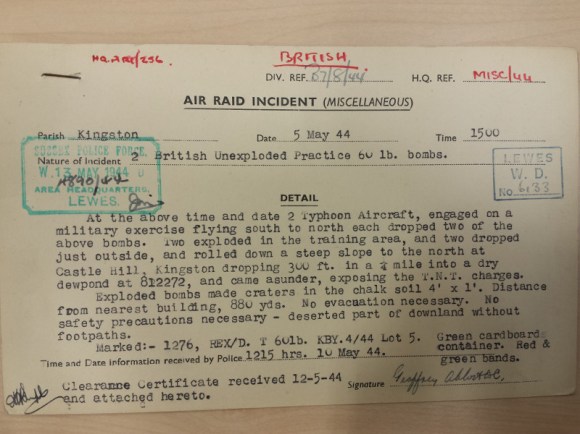 BRITISH.
DIV. REF. B7/8/44 H.Q. REF. MISC/44
AIR RAID INCIDENT (MISCELLANEOUS)
Parish Kingston Date 5 May 44 Time 1500
SUSSEX POLICE FORCE,
W. 13 MAY 1944 D
AREA HEADQUARTERS,
LEWES.
Nature of Incident 2 British Unexploded Practice 60 lb. bombs.
LEWES
W. D.
No. 6133
DETAIL
At the above time and date 2 Typhoon Aircraft, engaged on a
military exercise flying south to north each dropped two of the
above bombs. Two exploded in the training area, and two dropped
just outside, and rolled down a steep slope to the north at
Castle Hill, Kingston dropping 300 ft. in a ¼ mile into a dry
dewpond at 812272, and came asunder, exposing the T.N.T. charges.
Exploded bombs made craters in the chalk soil 4' x 1'. Distance
from nearest building, 880 yds. No evacuation necessary. No
safety precautions necessary - deserted part of downland without
footpaths.
Marked:- 1276, HEX/D. T 60lb. KBY.4/44 Lot 5. Green cardboard
container. Red &
green bands.
Time and Date information received by Police 1215 hrs. 10 May 44.
Clearance Certificate received 12-5-44
and attached hereto.
Signature Geoffrey